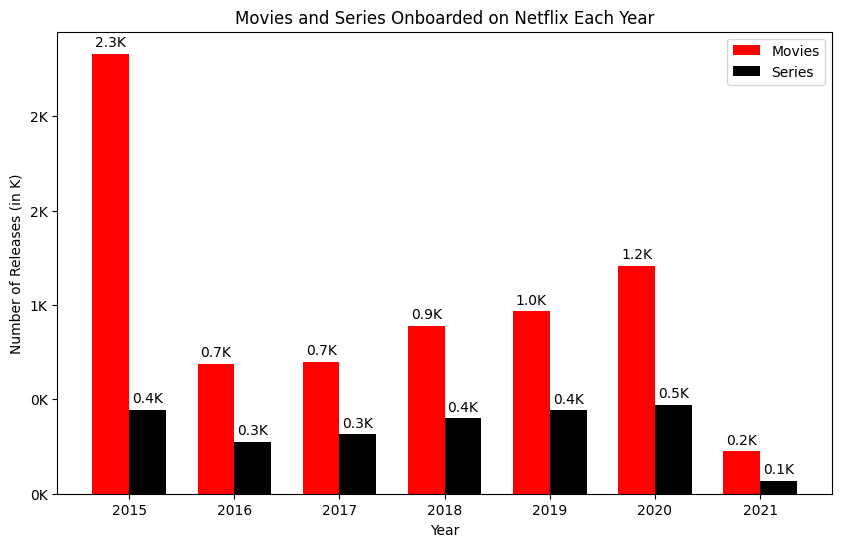 Movies and Series Onboarded on Netflix Each Year
Movies
Series
Number of Releases (in K)
2K
2K
1K
0K
0K
2.3K
0.4K
0.7K
0.3K
0.7K
0.3K
0.9K
0.4K
1.0K
0.4K
1.2K
0.5K
0.2K
0.1K
2015 2016 2017 2018 2019 2020 2021
Year